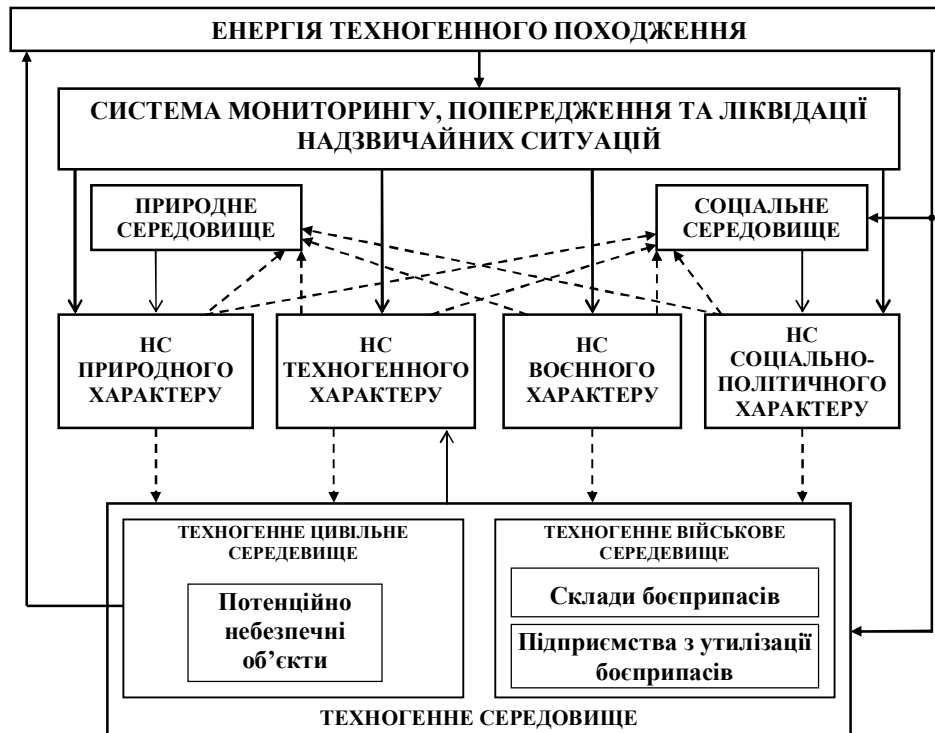 ЕНЕРГІЯ ТЕХНОГЕННОГО ПОХОДЖЕННЯ
СИСТЕМА МОНИТОРИНГУ, ПОПЕРЕДЖЕННЯ ТА ЛІКВІДАЦІЇ
НАДЗВИЧАЙНИХ СИТУАЦІЙ
ПРИРОДНЕ
СЕРЕДОВИЩЕ
СОЦІАЛЬНЕ
СЕРЕДОВИЩЕ
НС
ПРИРОДНОГО
ХАРАКТЕРУ
НС
ТЕХНОГЕННОГО
ХАРАКТЕРУ
НС
ВОЄННОГО
ХАРАКТЕРУ
НС
СОЦІАЛЬНО-
ПОЛІТИЧНОГО
ХАРАКТЕРУ
ТЕХНОГЕННЕ ЦИВІЛЬНЕ
СЕРЕДЕВИЩЕ
Потенційно
небезпечні
об’єкти
ТЕХНОГЕННЕ ВІЙСЬКОВЕ
СЕРЕДЕВИЩЕ
Склади боєприпасів
Підприємства з утилізації
боєприпасів
ТЕХНОГЕННЕ СЕРЕДОВИЩЕ